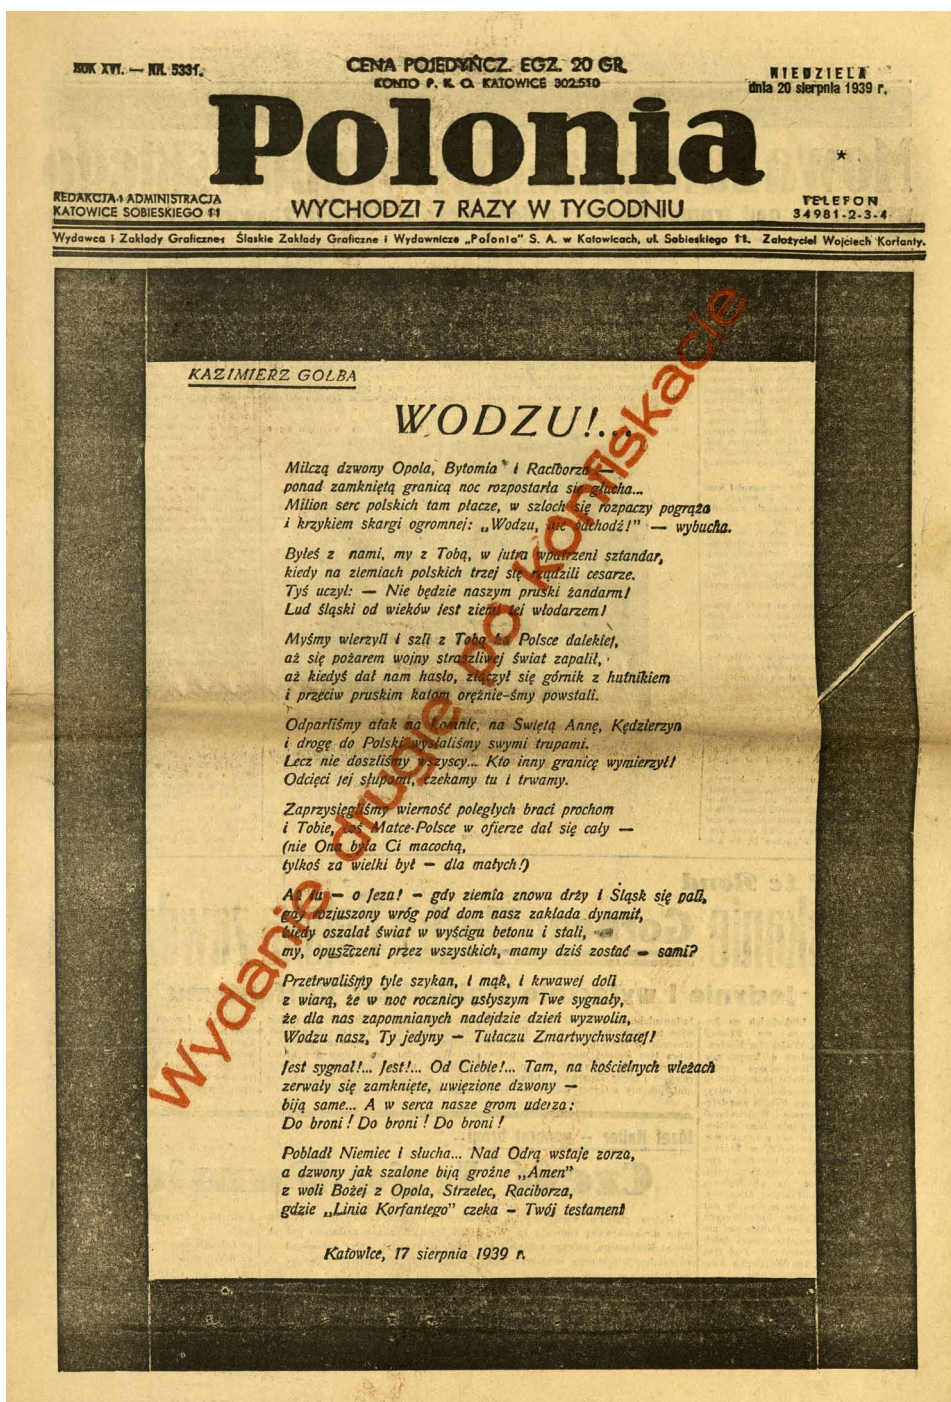 ROK XVI. — NR. 5331.
CENA POJEDYŃCZ. EGZ. 20 GR.
KONTO P. K. O. KATOWICE 302.510
NIEDZIELA
dnia 20 sierpnia 1939 r.
Polonia
REDAKCJA i ADMINISTRACJA
KATOWICE SOBIESKIEGO 11
WYCHODZI 7 RAZY W TYGODNIU
TELEFON
34981-2-3-4
Wydawca i Zakłady Graficzne: Śląskie Zakłady Graficzne i Wydawnicze „Polonia" S. A. w Katowicach, ul. Sobieskiego 11. Założyciel Wojciech Korfanty.
KAZIMIERZ GOŁBA
WODZU!...
Milczą dzwony Opola, Bytomia i Raciborza —
ponad zamkniętą granicą noc rozpostarła się głucha...
Milion serc polskich tam płacze, w szloch się rozpaczy pogrąża
i krzykiem skargi ogromnej: „Wodzu, nie odchodź!" — wybucha.
Byłeś z nami, my z Tobą, w jutra wpatrzeni sztandar,
kiedy na ziemiach polskich trzej się rządzili cesarze.
Tyś uczył: — Nie będzie naszym pruski żandarm!
Lud śląski od wieków jest ziemi tej włodarzem!
Myśmy wierzyli i szli z Tobą ku Polsce dalekiej,
aż się pożarem wojny straszliwej świat zapalił,
aż kiedyś dał nam hasło, złączył się górnik z hutnikiem
i przeciw pruskim katom orężnie-śmy powstali.
Odparliśmy atak na Łomnic, na Świętą Annę, Kędzierzyn
i drogę do Polski wysłaliśmy swymi trupami.
Lecz nie doszliśmy wszyscy... Kto inny granicę wymierzył!
Odcięci jej słupami, czekamy tu i trwamy.
Zaprzysięgliśmy wierność poległych braci prochom
i Tobie, coś Matce-Polsce w ofierze dał się cały —
(nie Ona była Ci macochą,
tylkoś za wielki był — dla małych!)
Aż tu — o Jezu! — gdy ziemia znowu drży i Śląsk się pali,
gdy rozjuszony wróg pod dom nasz zakłada dynamit,
kiedy oszalał świat w wyścigu betonu i stali,
my, opuszczeni przez wszystkich, mamy dziś zostać — sami?
Przetrwaliśmy tyle szykan, i mąk, i krwawej doli
z wiarą, że w noc rocznicy usłyszym Twe sygnały,
że dla nas zapomnianych nadejdzie dzień wyzwolin,
Wodzu nasz, Ty jedyny — Tułaczu Zmartwychwstały!
Jest sygnał!... Jest!... Od Ciebie!... Tam, na kościelnych wieżach
zerwały się zamknięte, uwięzione dzwony —
biją same... A w serca nasze grom uderza:
Do broni! Do broni! Do broni!
Pobladł Niemiec i słucha... Nad Odrą wstaje zorza,
a dzwony jak szalone biją groźne „Amen"
z woli Bożej z Opola, Strzelec, Raciborza,
gdzie „Linia Korfantego" czeka — Twój testament
Katowice, 17 sierpnia 1939 r.
Wydanie drugie po konfiskacie